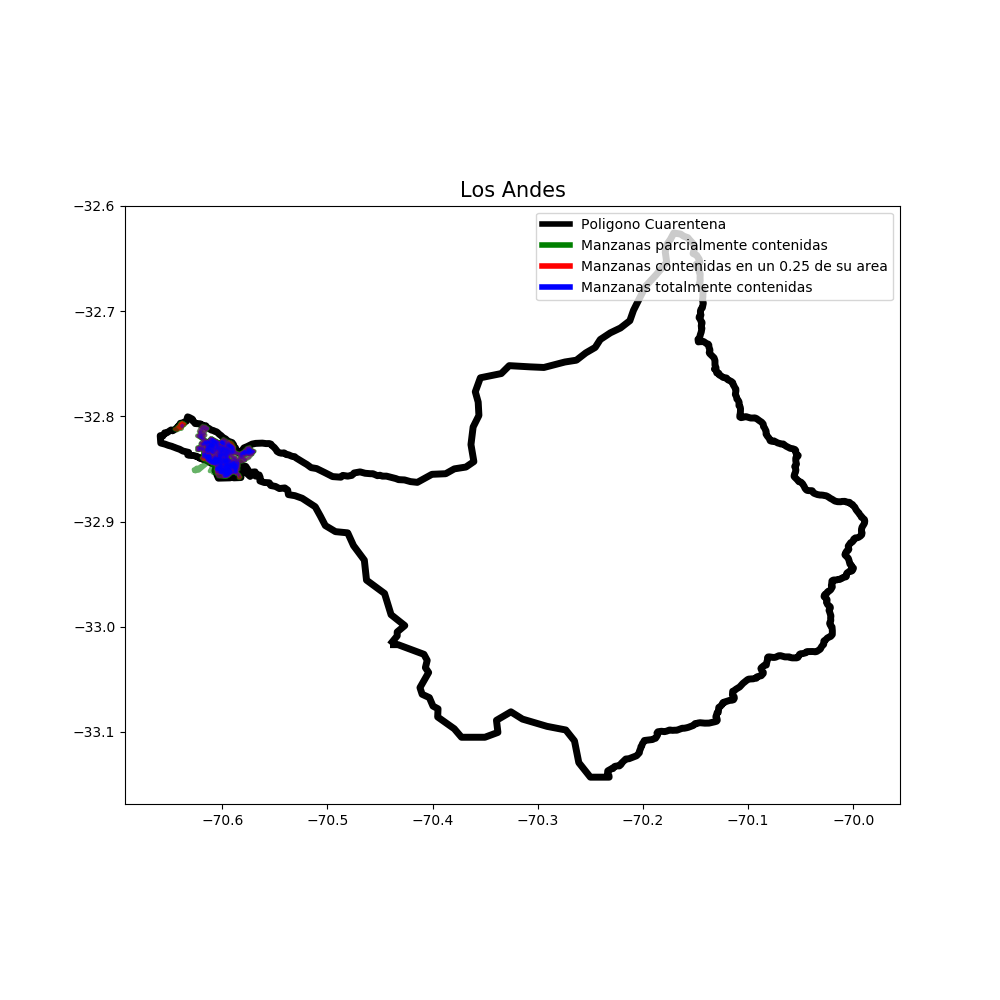 Los Andes
Poligono Cuarentena
Manzanas parcialmente contenidas
Manzanas contenidas en un 0.25 de su area
Manzanas totalmente contenidas
−32.6
−32.7
−32.8
−32.9
−33.0
−33.1
−70.6
−70.5
−70.4
−70.3
−70.2
−70.1
−70.0